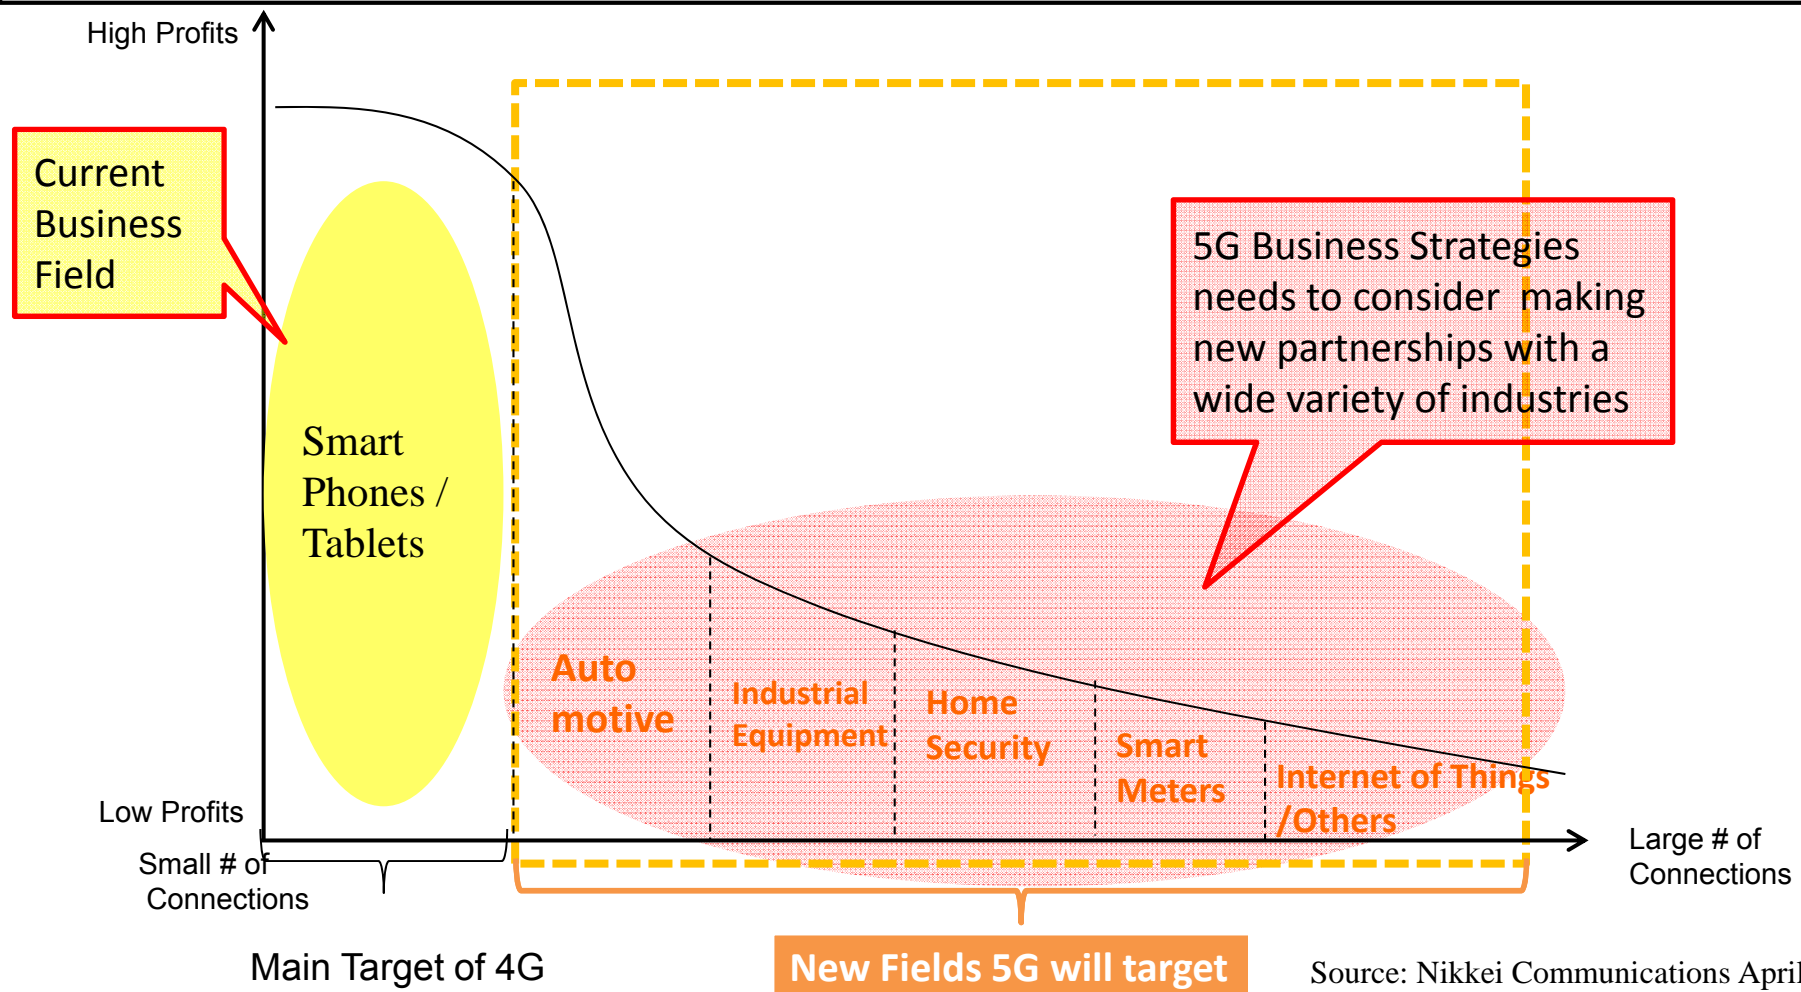 High Profits
Current
Business
Field
5G Business Strategies
needs to consider making
new partnerships with a
wide variety of industries
Smart
Phones /
Tablets
Auto
motive
Industrial
Equipment
Home
Security
Smart
Meters
Internet of Things
/Others
Low Profits
Small # of
Connections
Large # of
Connections
Main Target of 4G
New Fields 5G will target
Source: Nikkei Communications April